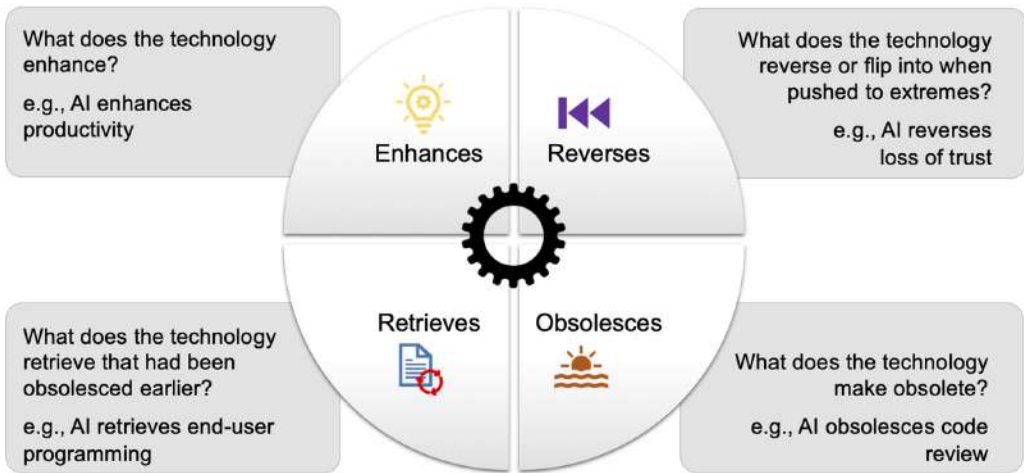 What does the technology
enhance?
e.g., AI enhances
productivity
Enhances
Reverses
What does the technology
reverse or flip into when
pushed to extremes?
e.g., AI reverses
loss of trust
What does the technology
retrieve that had been
obsolesced earlier?
e.g., AI retrieves end-user
programming
Retrieves
Obsolesces
What does the technology
make obsolete?
e.g., AI obsolesces code
review